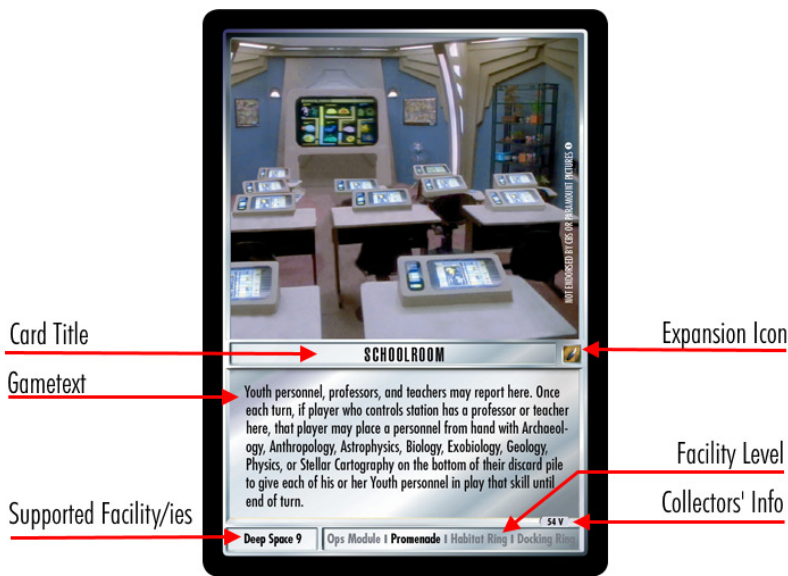 NOT ENDORSED BY CBS OR PARAMOUNT PICTURES
Card Title
Expansion Icon
SCHOOLROOM
Gametext
Youth personnel, professors, and teachers may report here. Once
each turn, if player who controls station has a professor or teacher
here, that player may place a personnel from hand with Archaeol-
ogy, Anthropology, Astrophysics, Biology, Exobiology, Geology,
Physics, or Stellar Cartography on the bottom of their discard pile
to give each of his or her Youth personnel in play that skill until
end of turn.
Facility Level
Collectors' Info
Supported Facility/ies
54 V
Deep Space 9
Ops Module I Promenade I Habitat Ring I Docking Ring